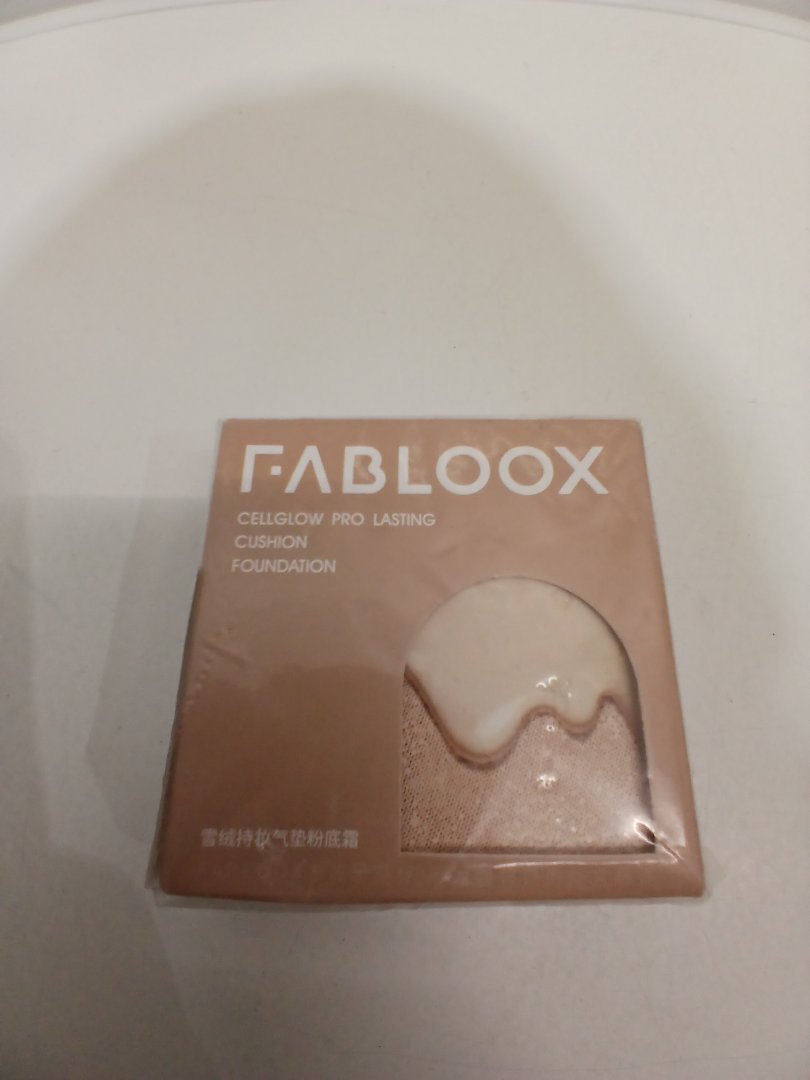 FABLOOX
CELLGLOW PRO LASTING
CUSHION
FOUNDATION
雪绒持妆气垫粉底霜